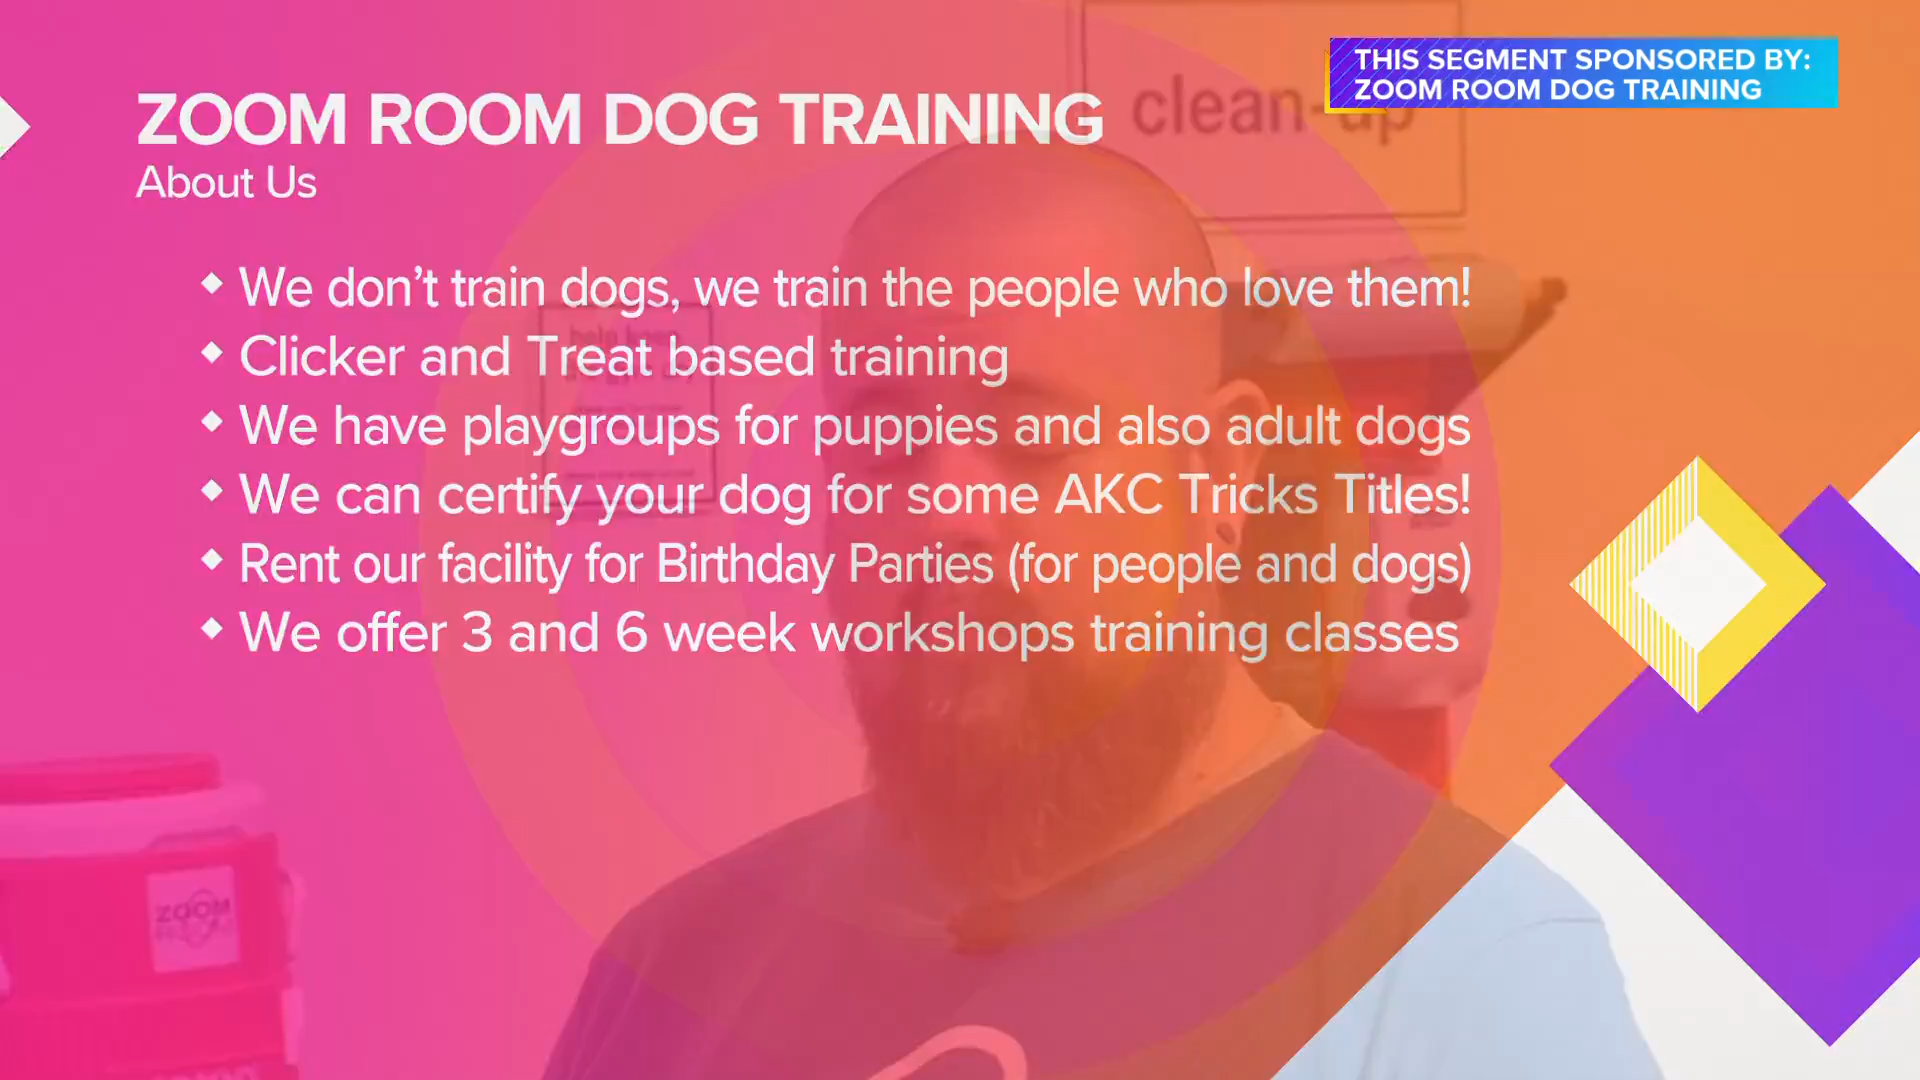 THIS SEGMENT SPONSORED BY:
ZOOM ROOM DOG TRAINING
clean-up
ZOOM ROOM DOG TRAINING
About Us
We don't train dogs, we train the people who love them!
Clicker and Treat based training
We have playgroups for puppies and also adult dogs
We can certify your dog for some AKC Tricks Titles!
Rent our facility for Birthday Parties (for people and dogs)
We offer 3 and 6 week workshops training classes
ZOOM